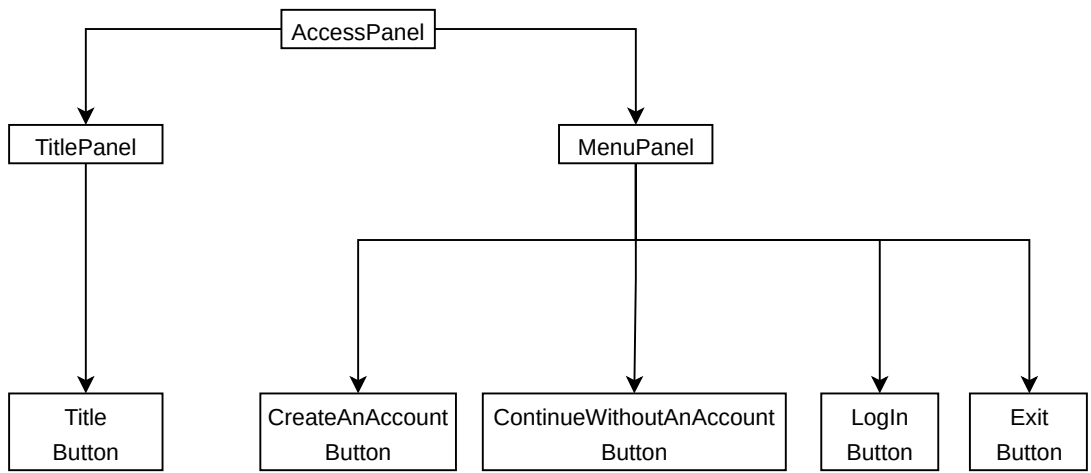 AccessPanel
TitlePanel
MenuPanel
Title
Button
CreateAnAccount
Button
ContinueWithoutAnAccount
Button
LogIn
Button
Exit
Button